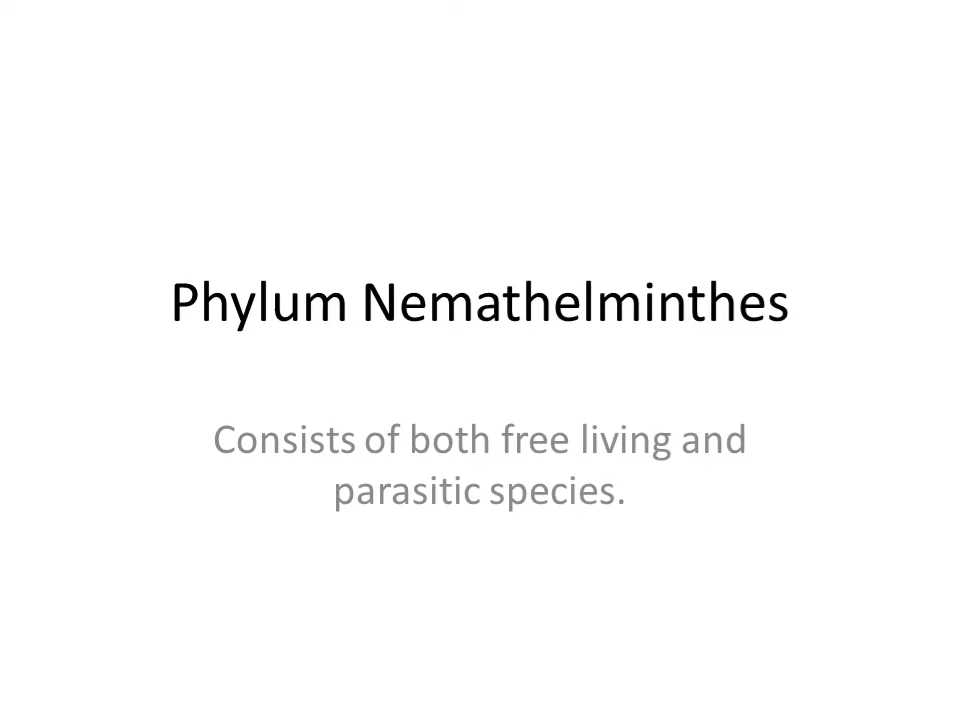 Phylum Nemathelminthes
Consists of both free living and
parasitic species.